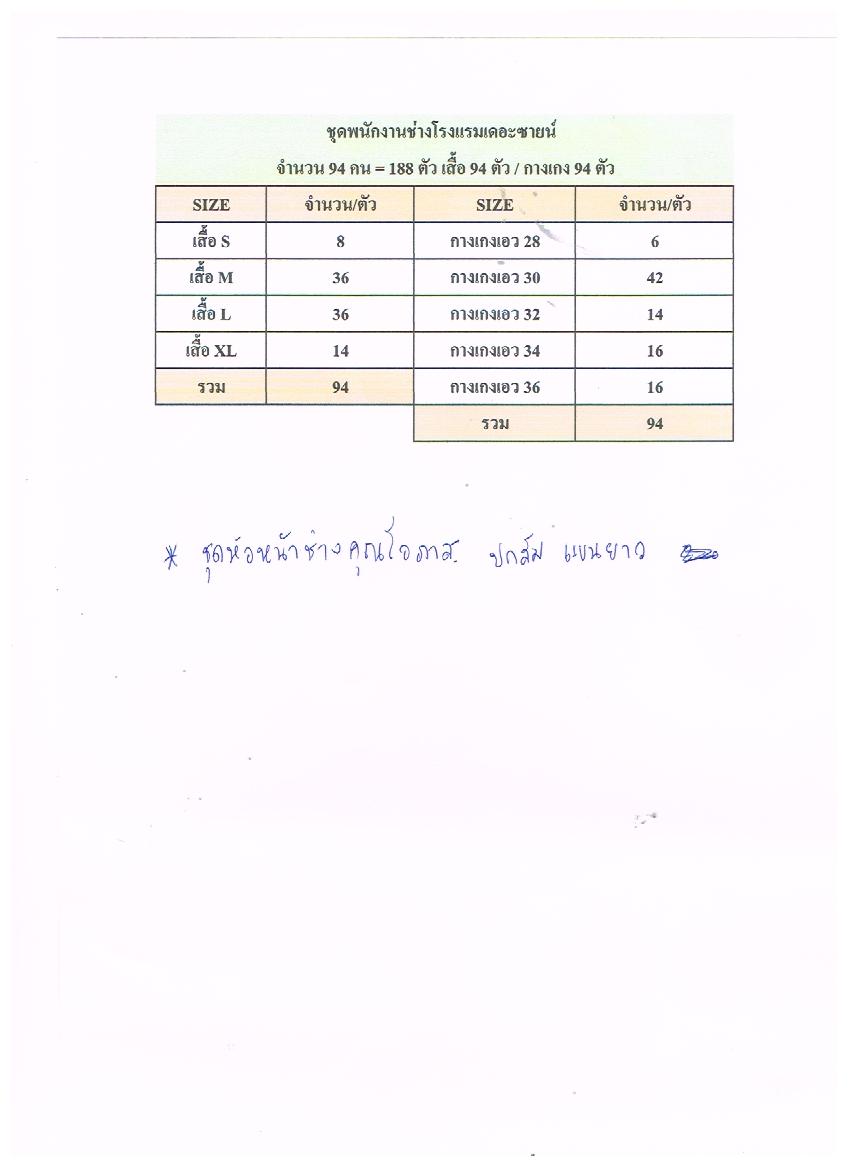 ชุดพนักงานช่างโรงแรมเดอะซายน์
จำนวน 94 คน = 188 ตัว เสื้อ 94 ตัว / กางเกง 94 ตัว
SIZE จำนวน/ตัว SIZE จำนวน/ตัว
เสื้อ S 8 กางเกงเอว 28 6
เสื้อ M 36 กางเกงเอว 30 42
เสื้อ L 36 กางเกงเอว 32 14
เสื้อ XL 14 กางเกงเอว 34 16
รวม 94 กางเกงเอว 36 16
รวม 94
* ชุดหัวหน้าช่างคุณโอภาส ปกส้ม แขนยาว